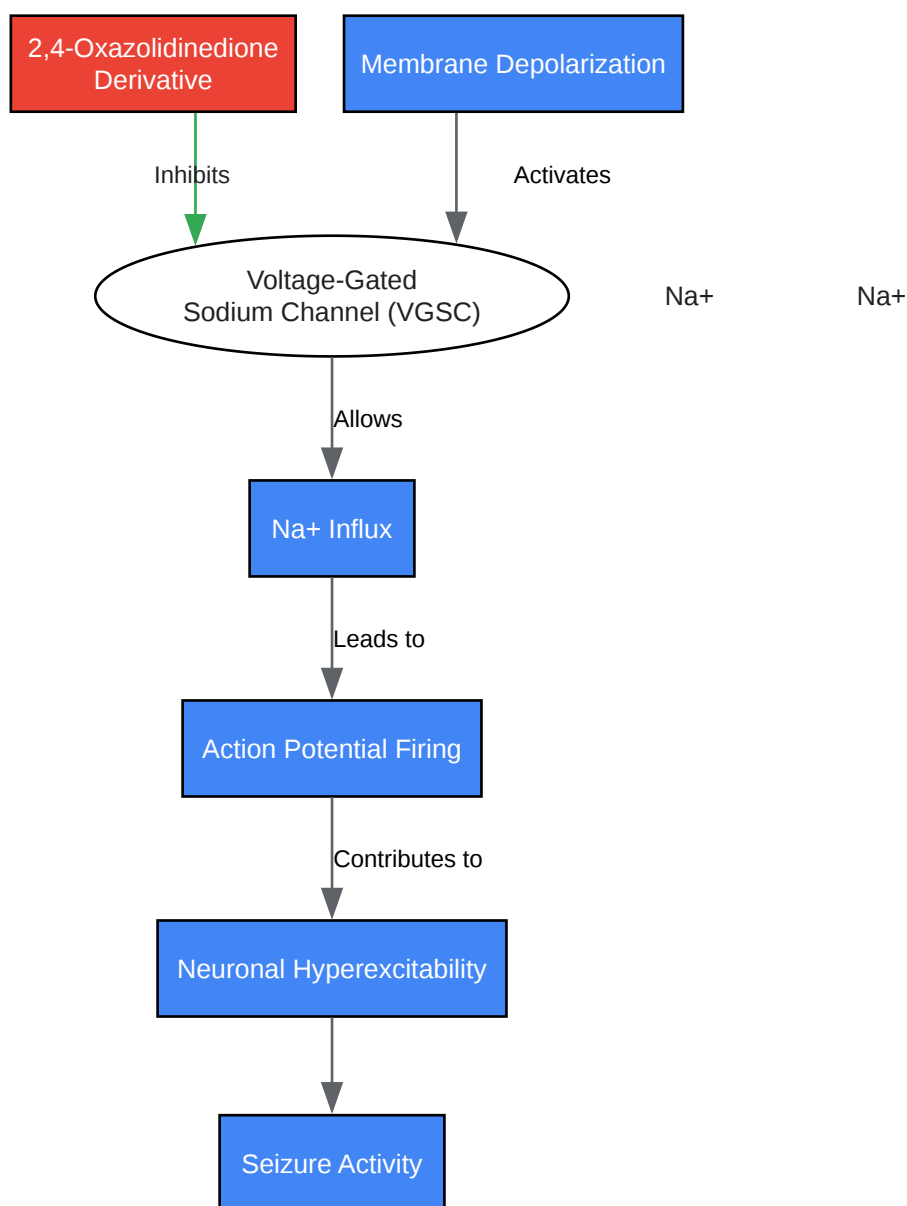 2,4-Oxazolidinedione
Derivative
Membrane Depolarization
Inhibits
Activates
Voltage-Gated
Sodium Channel (VGSC)
Na+
Na+
Allows
Na+ Influx
Leads to
Action Potential Firing
Contributes to
Neuronal Hyperexcitability
Seizure Activity